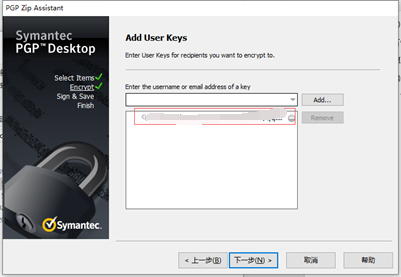 PGP Zip Assistant
Symantec
PGP™ Desktop
Select Items
Encrypt
Sign & Save
Finish
Symantec.
Add User Keys
Enter User Keys for recipients you want to encrypt to.
Enter the username or email address of a key
Add...
Remove
< 上一步(B)
下一步(N) >
取消
帮助